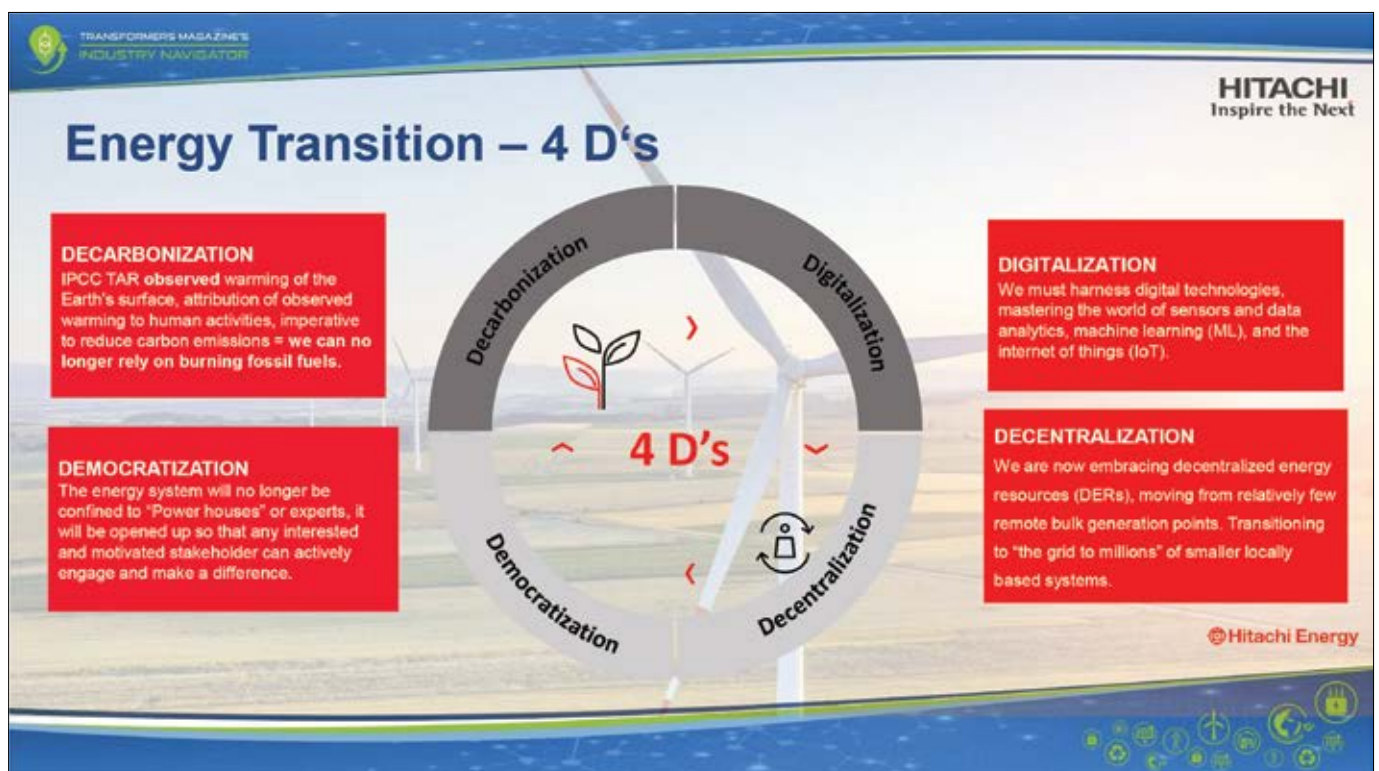 TRANSFORMERS MAGAZINE'S
INDUSTRY NAVIGATOR
HITACHI
Inspire the Next
Energy Transition – 4 D‘s
DECARBONIZATION
IPCC TAR observed warming of the
Earth's surface, attribution of observed
warming to human activities, imperative
to reduce carbon emissions = we can no
longer rely on burning fossil fuels.
DEMOCRATIZATION
The energy system will no longer be
confined to “Power houses” or experts, it
will be opened up so that any interested
and motivated stakeholder can actively
engage and make a difference.
Decarbonization
Digitalization
4 D's
Democratization
Decentralization
DIGITALIZATION
We must harness digital technologies,
mastering the world of sensors and data
analytics, machine learning (ML), and the
internet of things (IoT).
DECENTRALIZATION
We are now embracing decentralized energy
resources (DERs), moving from relatively few
remote bulk generation points. Transitioning
to “the grid to millions” of smaller locally
based systems.
Hitachi Energy